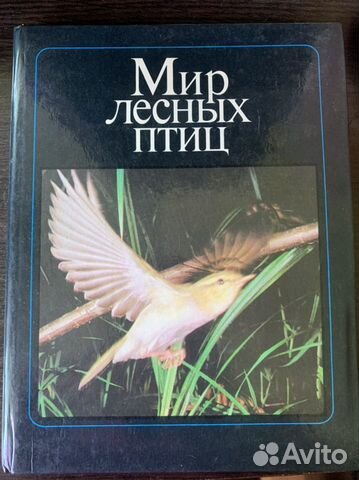 Мир
лесных
птиц
Avito